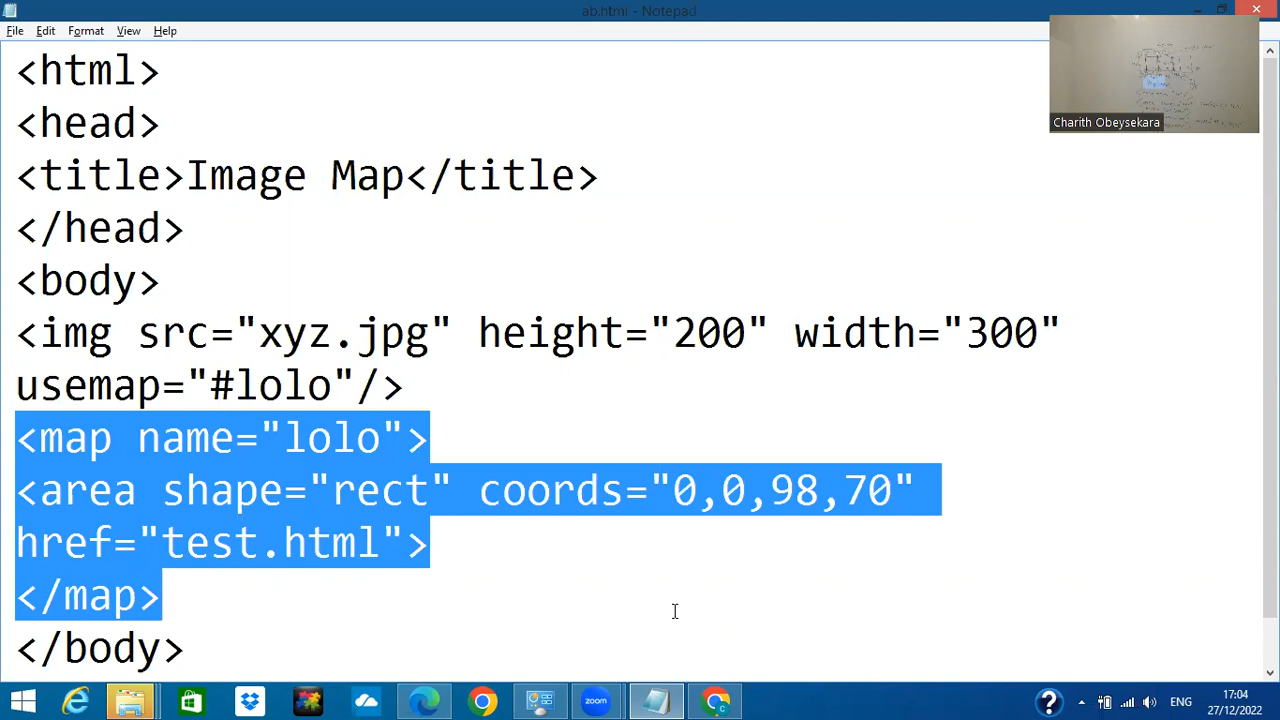 ab.html - Notepad
File Edit Format View Help
<html>
<head>
<title>Image Map</title>
</head>
<body>
<img src="xyz.jpg" height="200" width="300"
usemap="#lolo"/>
<map name="lolo">
<area shape="rect" coords="0,0,98,70"
href="test.html">
</map>
</body>
Charith Obeysekara
zoom
C
? ENG
17:04
27/12/2022